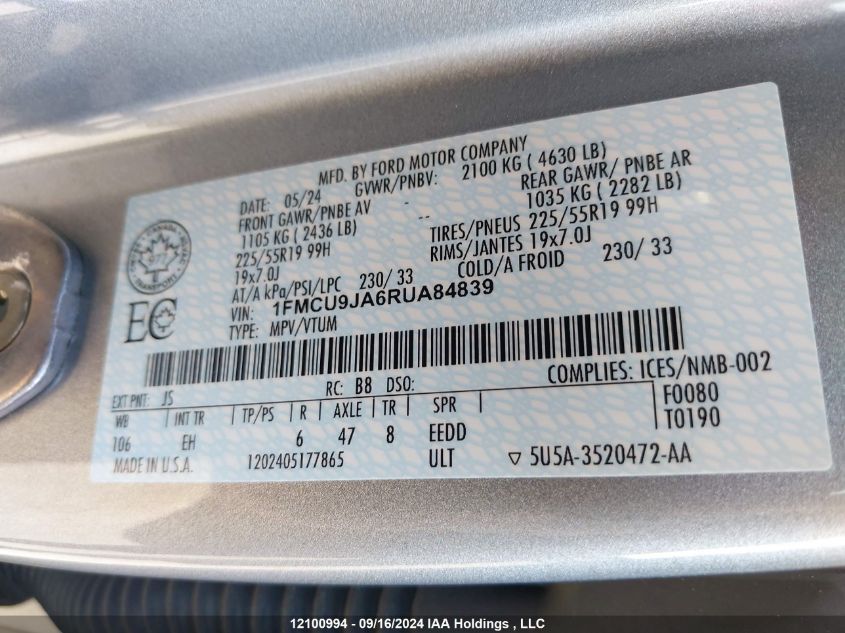 MFD. BY FORD MOTOR COMPANY
DATE: 05/24 GVWR/PNBV: 2100 KG ( 4630 LB)
FRONT GAWR/PNBE AV - REAR GAWR/ PNBE AR
1105 KG ( 2436 LB) -- 1035 KG ( 2282 LB)
225/55R19 99H TIRES/PNEUS 225/55R19 99H
19x7.0J RIMS/JANTES 19x7.0J
AT/A kPa/PSI/LPC 230/ 33 COLD/A FROID 230/ 33
VIN: 1FMCU9JA6RUA84839
TYPE: MPV/VTUM
CANADA
TRANSPORT
EC
RC: B8 DSO: COMPLIES: ICES/NMB-002
EXT PNT: JS F0080
WB INT TR TP/PS R AXLE TR SPR T0190
106 EH 6 47 8 EEDD
MADE IN U.S.A. 1202405177865 ULT ▽ 5U5A-3520472-AA
12100994 - 09/16/2024 IAA Holdings , LLC